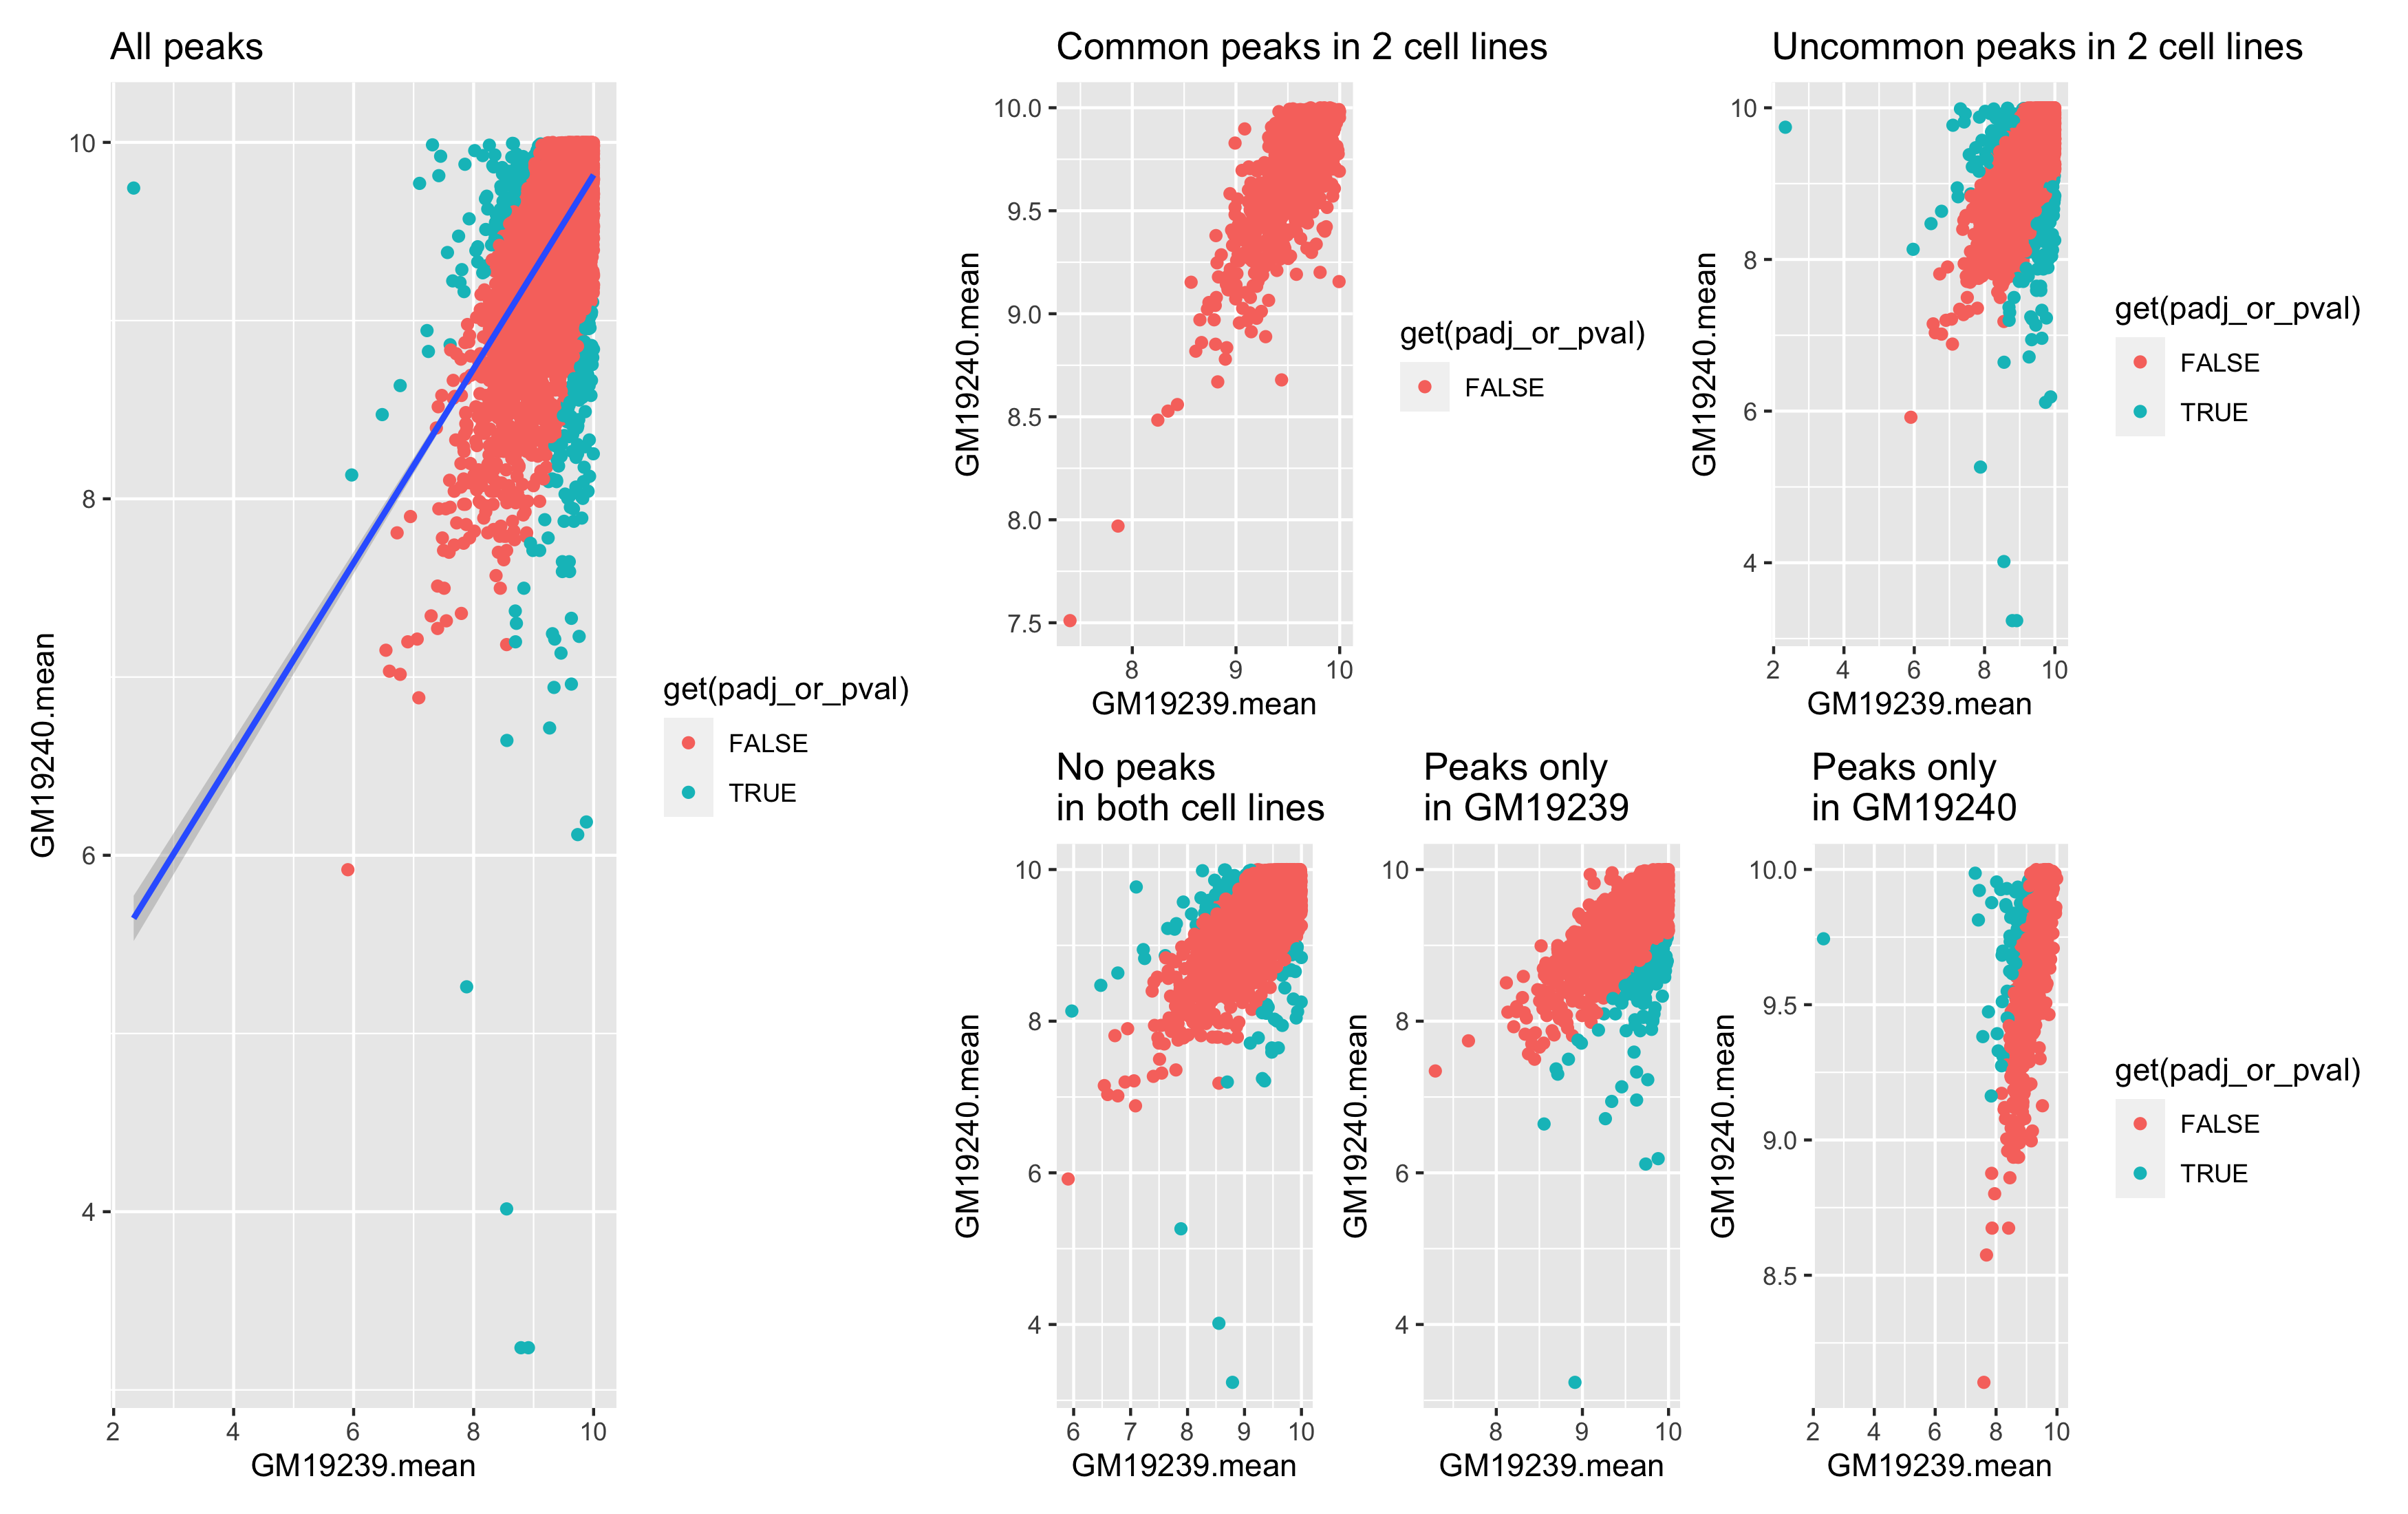 All peaks
GM19240.mean
10
8
6
4
2
4
6
8
10
GM19239.mean
get(padj_or_pval)
FALSE
TRUE
Common peaks in 2 cell lines
GM19240.mean
10.0
9.5
9.0
8.5
8.0
7.5
8
9
10
GM19239.mean
get(padj_or_pval)
FALSE
Uncommon peaks in 2 cell lines
GM19240.mean
10
8
6
4
2
4
6
8
10
GM19239.mean
get(padj_or_pval)
FALSE
TRUE
No peaks
in both cell lines
GM19240.mean
10
8
6
4
6
7
8
9
10
GM19239.mean
Peaks only
in GM19239
GM19240.mean
10
8
6
4
8
9
10
GM19239.mean
Peaks only
in GM19240
GM19240.mean
10.0
9.5
9.0
8.5
2
4
6
8
10
GM19239.mean
get(padj_or_pval)
FALSE
TRUE